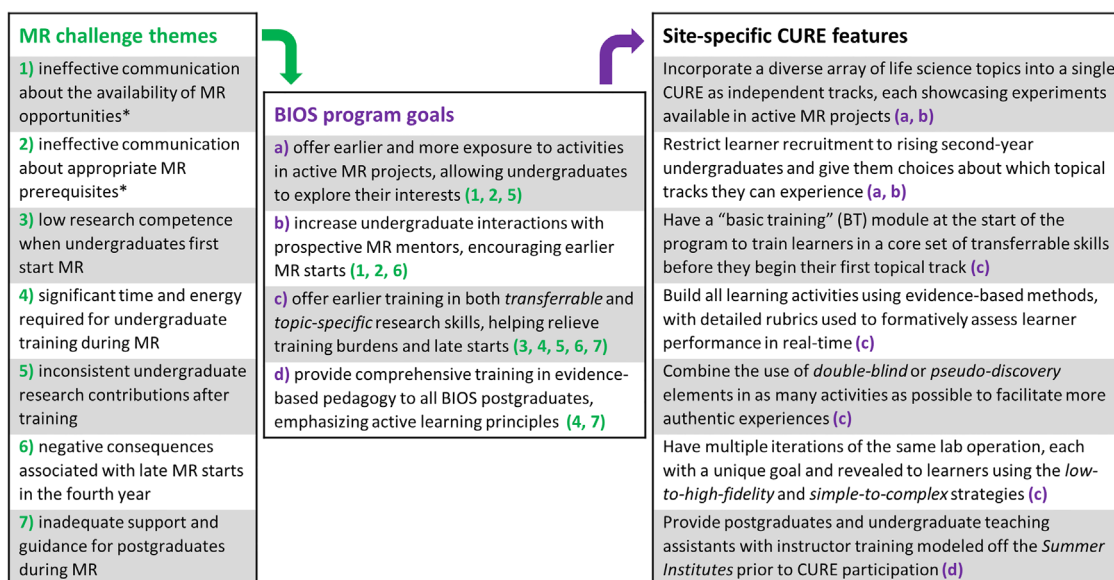 MR challenge themes
1) ineffective communication
about the availability of MR
opportunities*
2) ineffective communication
about appropriate MR
prerequisites*
3) low research competence
when undergraduates first
start MR
4) significant time and energy
required for undergraduate
training during MR
5) inconsistent undergraduate
research contributions after
training
6) negative consequences
associated with late MR starts
in the fourth year
7) inadequate support and
guidance for postgraduates
during MR
BIOS program goals
a) offer earlier and more exposure to activities
in active MR projects, allowing undergraduates
to explore their interests (1, 2, 5)
b) increase undergraduate interactions with
prospective MR mentors, encouraging earlier
MR starts (1, 2, 6)
c) offer earlier training in both transferrable and
topic-specific research skills, helping relieve
training burdens and late starts (3, 4, 5, 6, 7)
d) provide comprehensive training in evidence-
based pedagogy to all BIOS postgraduates,
emphasizing active learning principles (4, 7)
Site-specific CURE features
Incorporate a diverse array of life science topics into a single
CURE as independent tracks, each showcasing experiments
available in active MR projects (a, b)
Restrict learner recruitment to rising second-year
undergraduates and give them choices about which topical
tracks they can experience (a, b)
Have a “basic training” (BT) module at the start of the
program to train learners in a core set of transferrable skills
before they begin their first topical track (c)
Build all learning activities using evidence-based methods,
with detailed rubrics used to formatively assess learner
performance in real-time (c)
Combine the use of double-blind or pseudo-discovery
elements in as many activities as possible to facilitate more
authentic experiences (c)
Have multiple iterations of the same lab operation, each
with a unique goal and revealed to learners using the low-
to-high-fidelity and simple-to-complex strategies (c)
Provide postgraduates and undergraduate teaching
assistants with instructor training modeled off the Summer
Institutes prior to CURE participation (d)